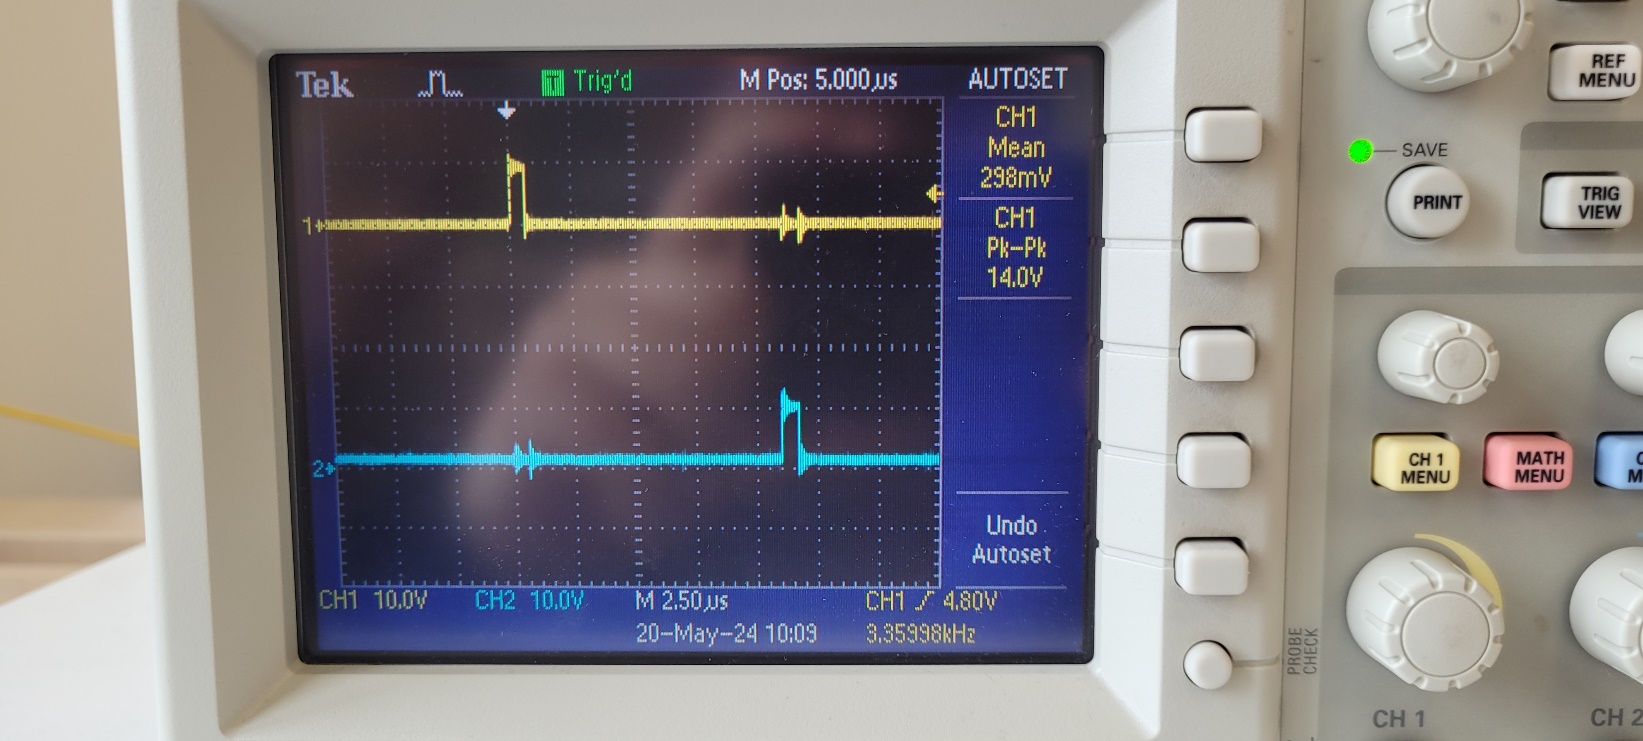 Tek
T Trig'd
M Pos: 5.000µs
AUTOSET
CH1
Mean
298mV
CH1
Pk-Pk
14.0V
Undo
Autoset
1
2
CH1 10.0V
CH2 10.0V
M 2.50µs
CH1 4.80V
20-May-24 10:09
3.35998kHz
REF
MENU
SAVE
PRINT
TRIG
VIEW
CH 1
MENU
MATH
MENU
PROBE
CHECK
CH 1
CH 2